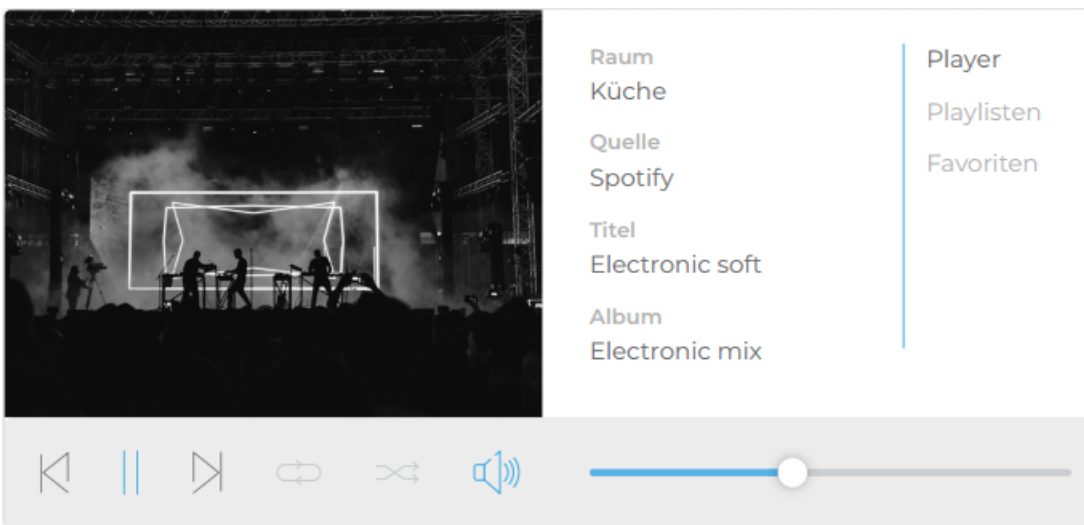 Raum
Küche
Quelle
Spotify
Titel
Electronic soft
Album
Electronic mix
Player
Playlisten
Favoriten